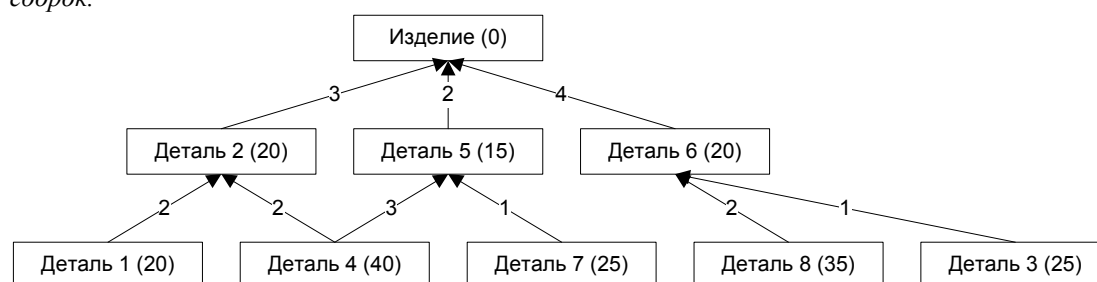 сборок.
Изделие (0)
3 2 4
Деталь 2 (20) Деталь 5 (15) Деталь 6 (20)
2 2 3 1 2 1
Деталь 1 (20) Деталь 4 (40) Деталь 7 (25) Деталь 8 (35) Деталь 3 (25)